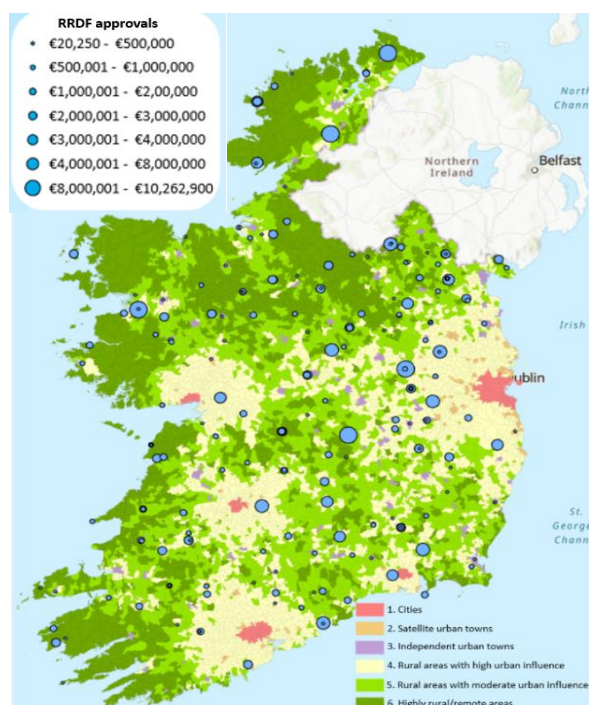 RRDF approvals
€20,250 - €500,000
€500,001 - €1,000,000
€1,000,001 - €2,00,000
€2,000,001 - €3,000,000
€3,000,001 - €4,000,000
€4,000,001 - €8,000,000
€8,000,001 - €10,262,900
North
Chann
Belfast
Northern
Ireland
Irish
ublin
St.
George
Chann
1. Cities
2. Satellite urban towns
3. Independent urban towns
4. Rural areas with high urban influence
5. Rural areas with moderate urban influence
6. Highly rural/remote areas